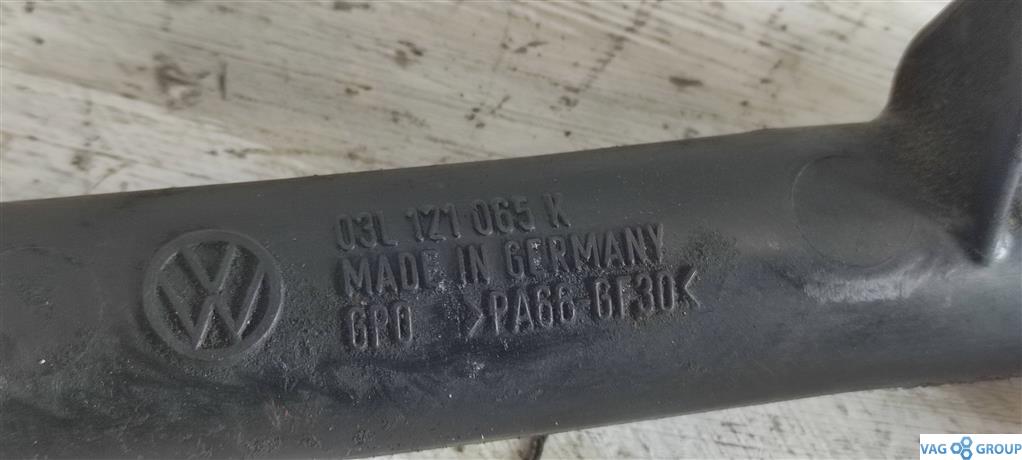 03L 121 065 K
MADE IN GERMANY
GPO >PA66-GF30<
VAG GROUP